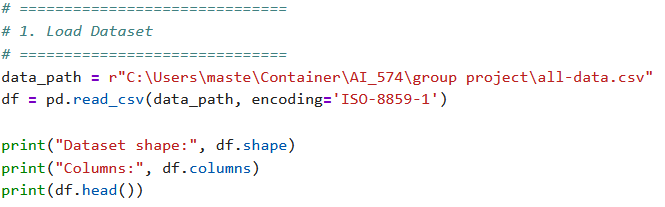 # ==============================
# 1. Load Dataset
# ==============================
data_path = r"C:\Users\maste\Container\AI_574\group project\all-data.csv"
df = pd.read_csv(data_path, encoding='ISO-8859-1')
print("Dataset shape:", df.shape)
print("Columns:", df.columns)
print(df.head())